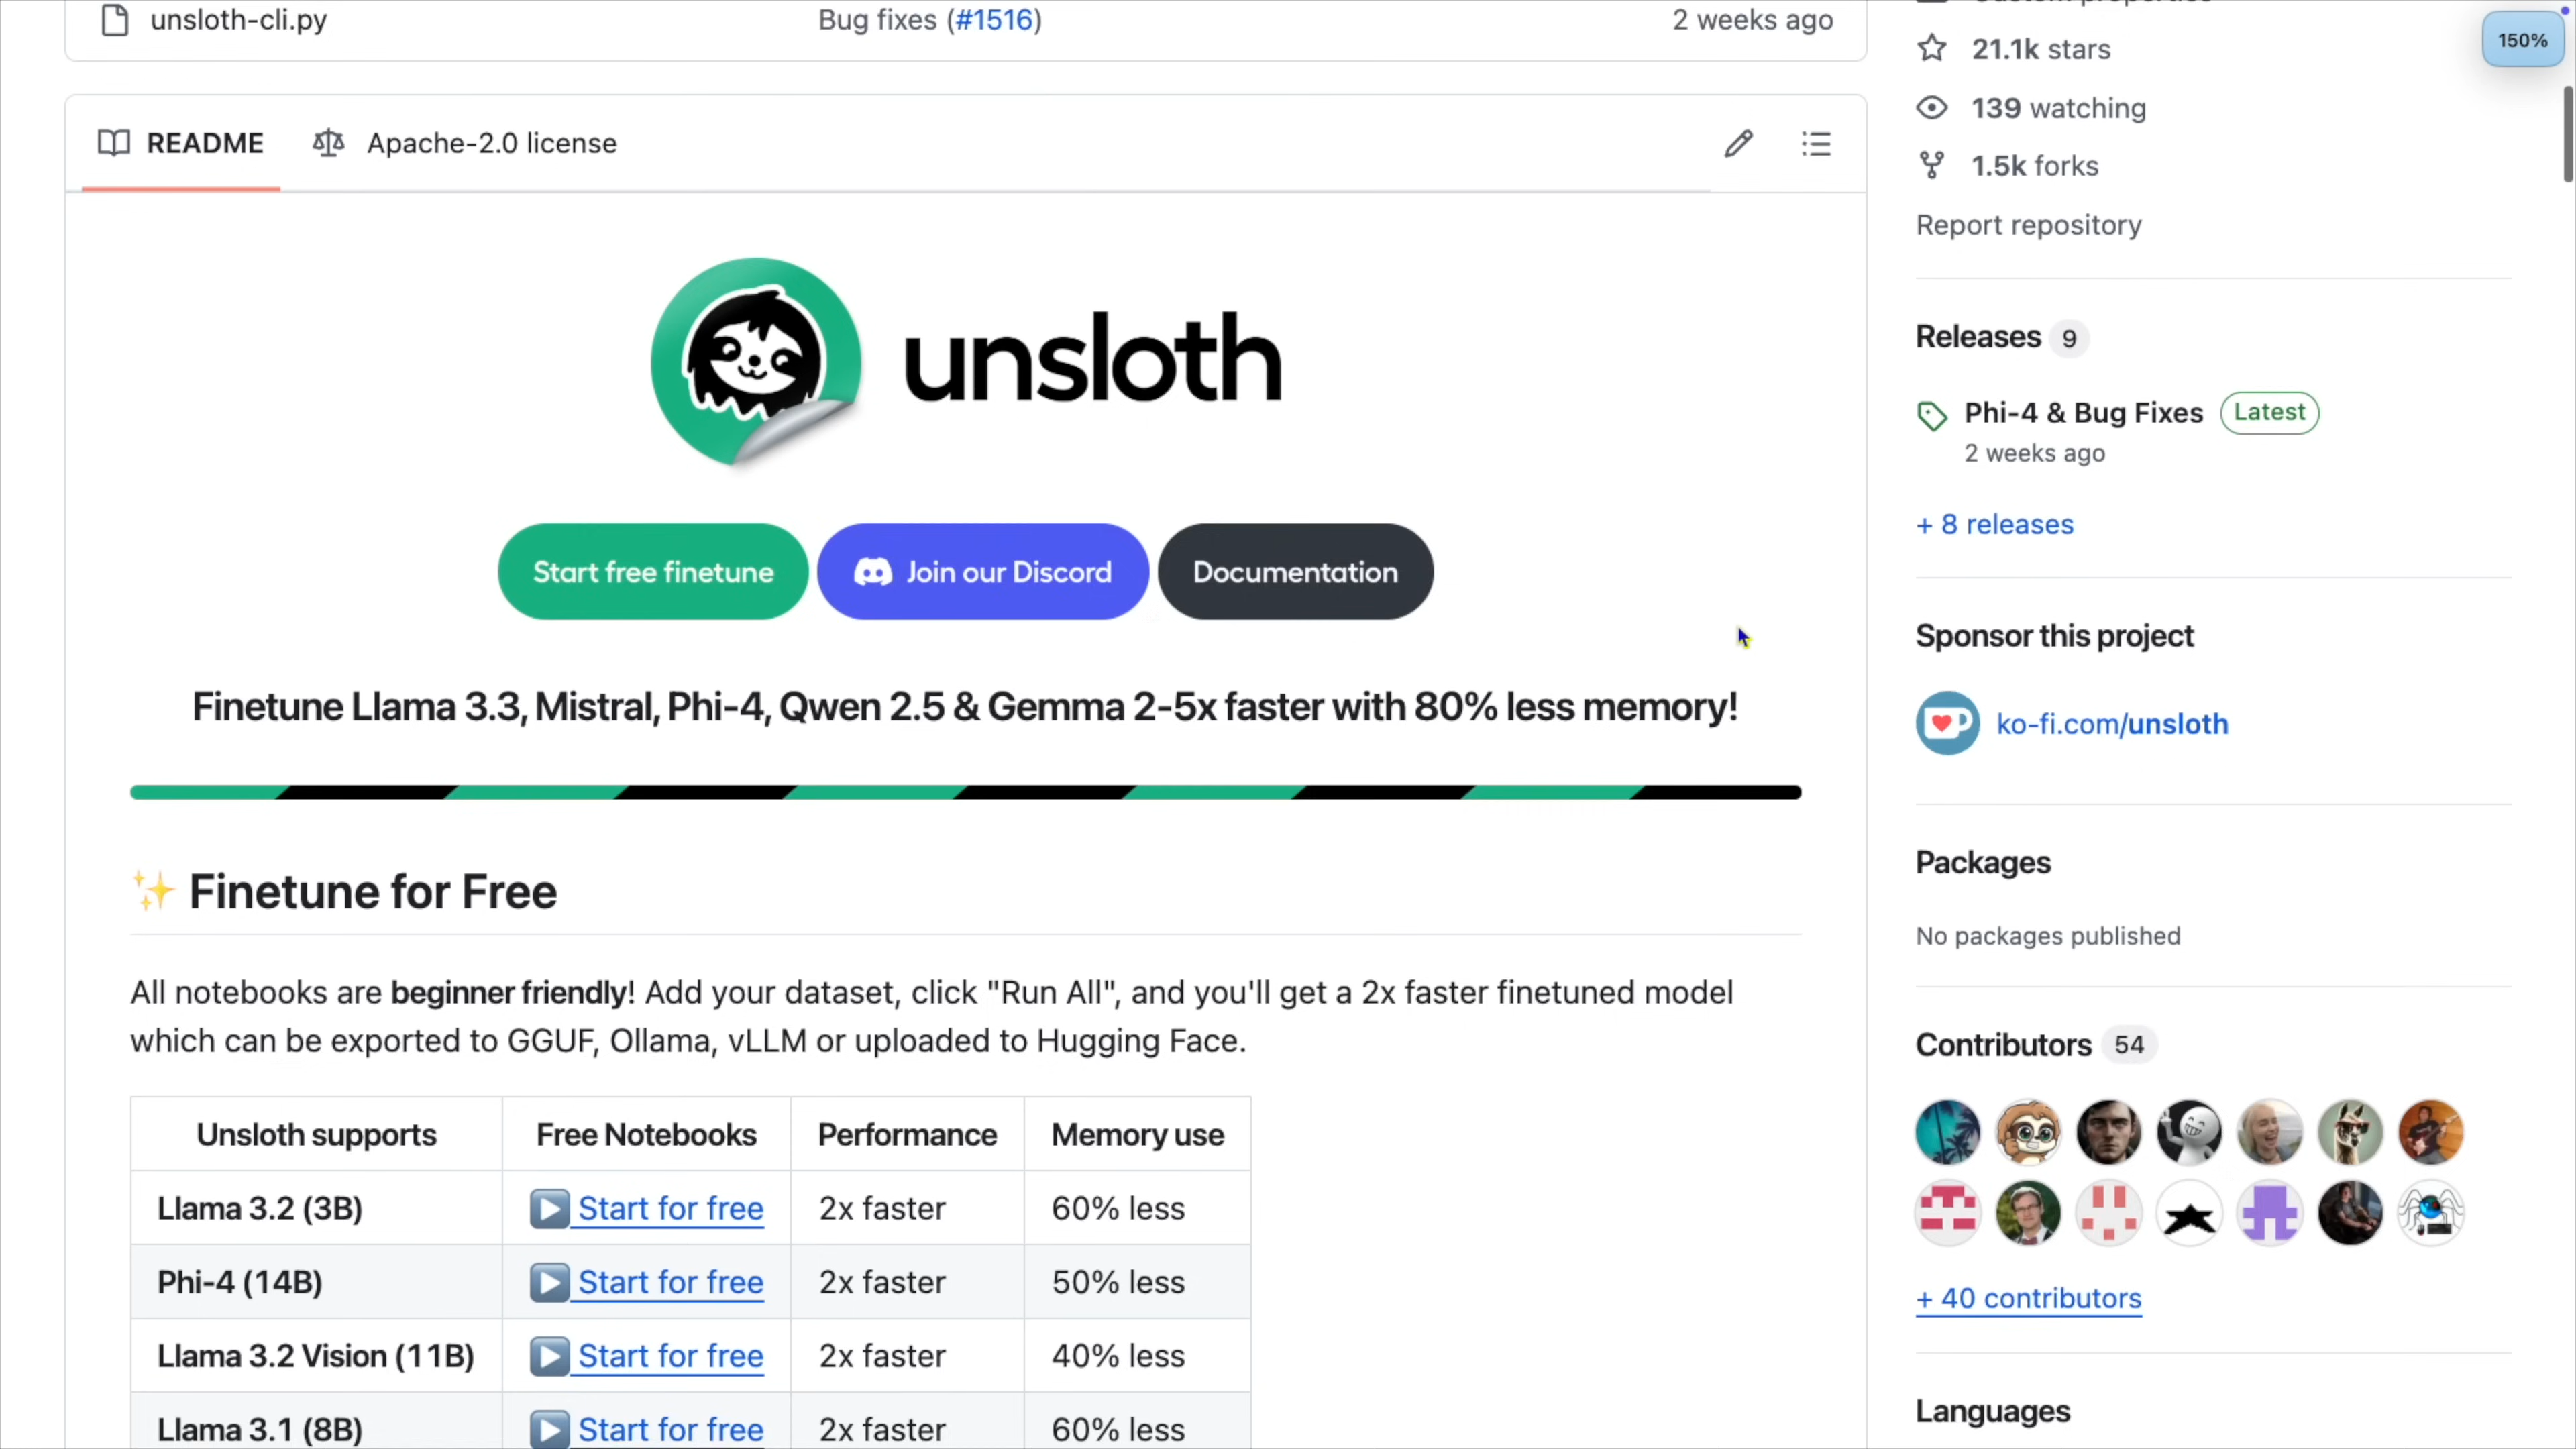 unsloth-cli.py
Bug fixes (#1516)
2 weeks ago
README
Apache-2.0 license
unsloth
Start free finetune
Join our Discord
Documentation
Finetune Llama 3.3, Mistral, Phi-4, Qwen 2.5 & Gemma 2-5x faster with 80% less memory!
Finetune for Free
All notebooks are beginner friendly! Add your dataset, click "Run All", and you'll get a 2x faster finetuned model
which can be exported to GGUF, Ollama, vLLM or uploaded to Hugging Face.
Unsloth supports Free Notebooks Performance Memory use
Llama 3.2 (3B) Start for free 2x faster 60% less
Phi-4 (14B) Start for free 2x faster 50% less
Llama 3.2 Vision (11B) Start for free 2x faster 40% less
Llama 3.1 (8B) Start for free 2x faster 60% less
Custom properties
21.1k stars
139 watching
1.5k forks
Report repository
Releases 9
Phi-4 & Bug Fixes Latest
2 weeks ago
+ 8 releases
Sponsor this project
ko-fi.com/unsloth
Packages
No packages published
Contributors 54
+ 40 contributors
Languages
150%